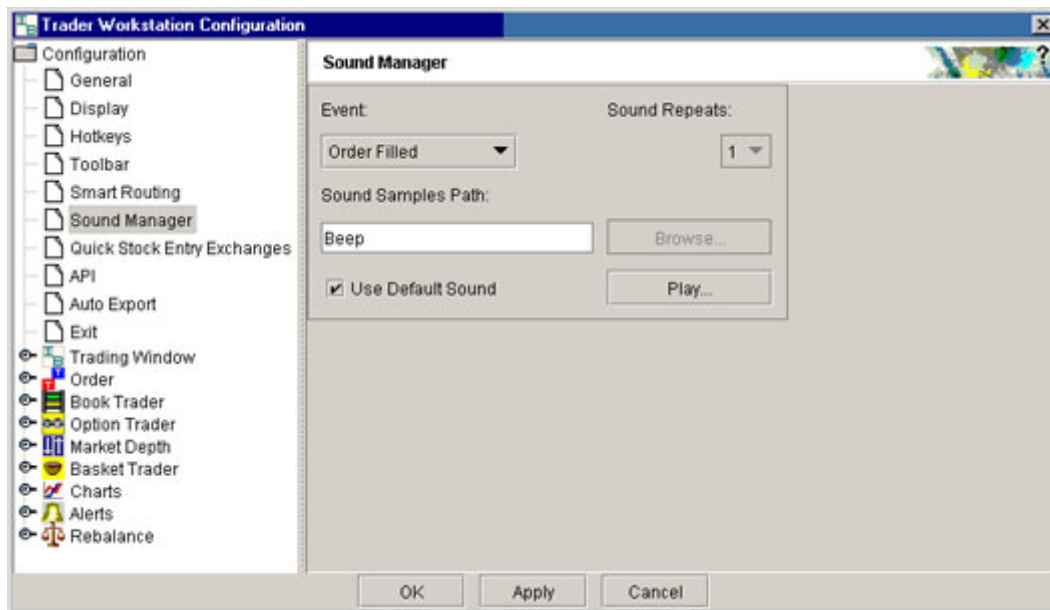 Trader Workstation Configuration
Configuration
General
Display
Hotkeys
Toolbar
Smart Routing
Sound Manager
Quick Stock Entry Exchanges
API
Auto Export
Exit
Trading Window
Order
Book Trader
Option Trader
Market Depth
Basket Trader
Charts
Alerts
Rebalance
Sound Manager
?
Event:
Sound Repeats:
Order Filled
1
Sound Samples Path:
Beep
Browse...
Use Default Sound
Play...
OK
Apply
Cancel